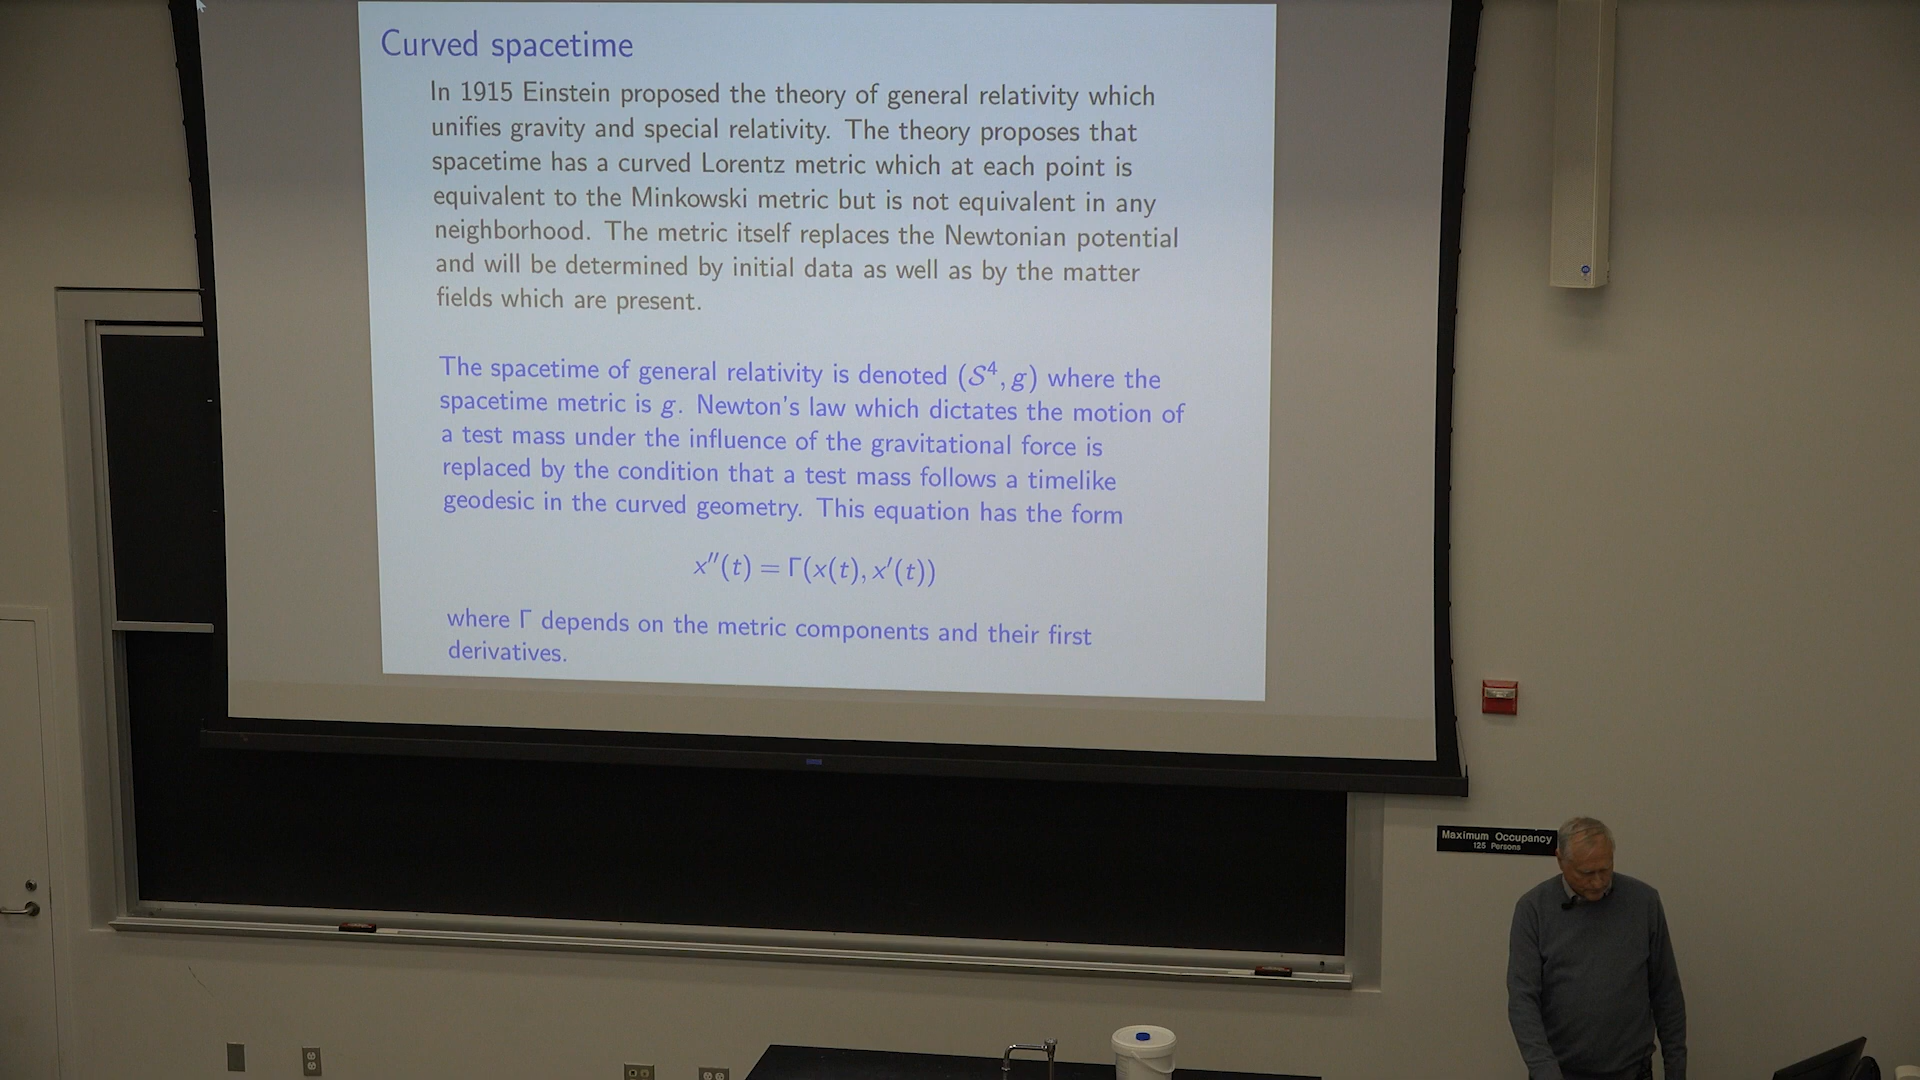 Curved spacetime
In 1915 Einstein proposed the theory of general relativity which
unifies gravity and special relativity. The theory proposes that
spacetime has a curved Lorentz metric which at each point is
equivalent to the Minkowski metric but is not equivalent in any
neighborhood. The metric itself replaces the Newtonian potential
and will be determined by initial data as well as by the matter
fields which are present.
The spacetime of general relativity is denoted (𝒮⁴, g) where the
spacetime metric is g. Newton's law which dictates the motion of
a test mass under the influence of the gravitational force is
replaced by the condition that a test mass follows a timelike
geodesic in the curved geometry. This equation has the form
x″(t) = Γ(x(t), x′(t))
where Γ depends on the metric components and their first
derivatives.
Maximum Occupancy
125 Persons